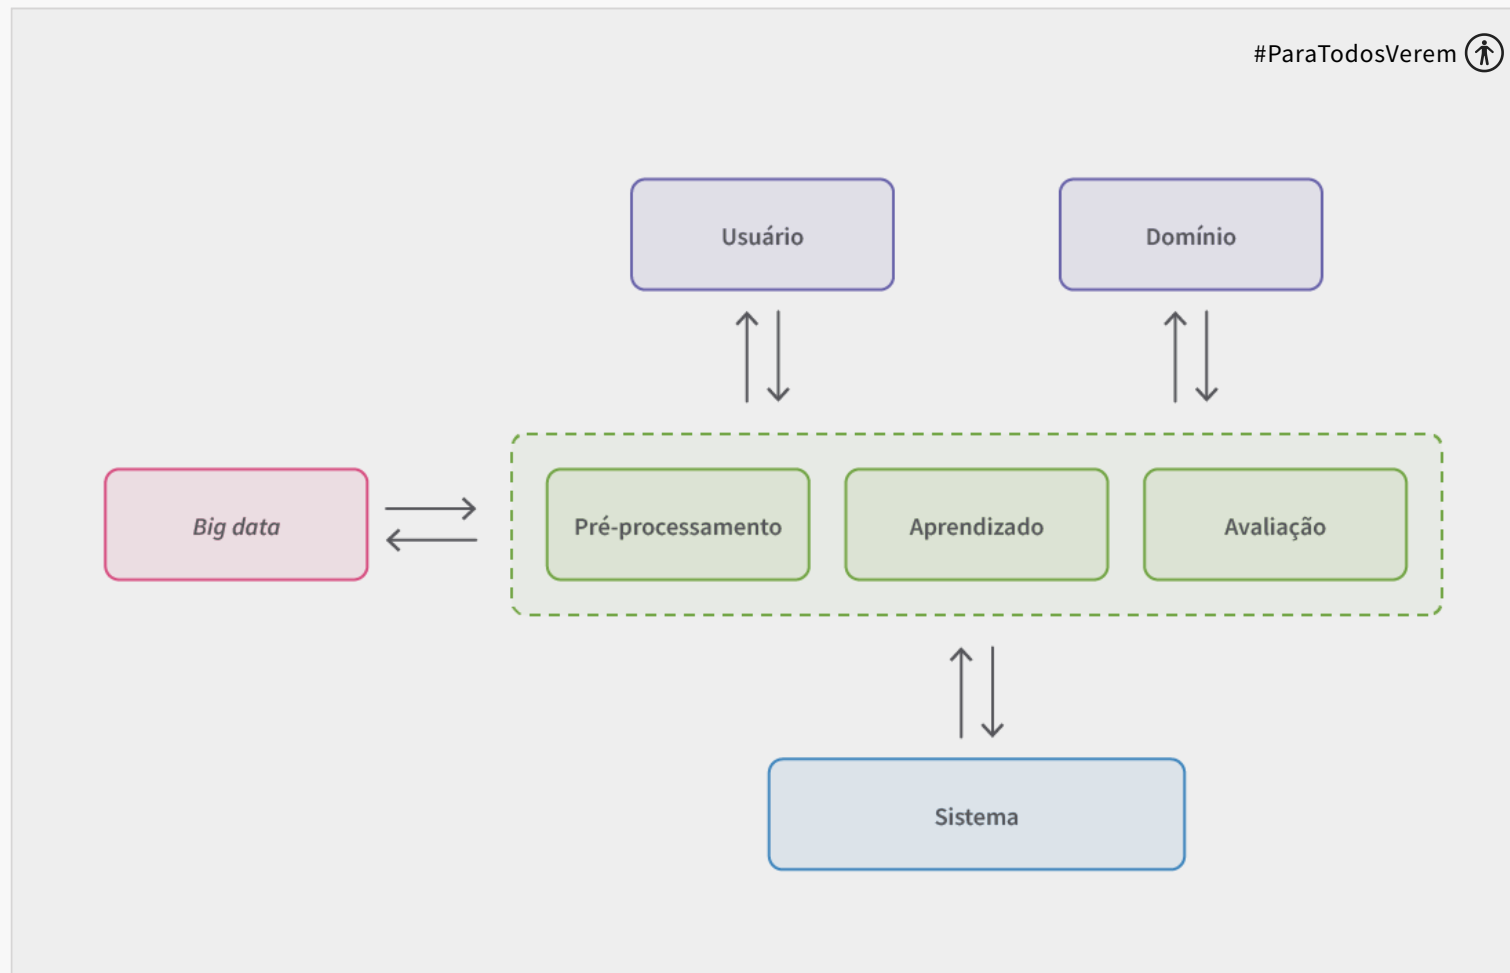 #ParaTodosVerem
Usuário
Domínio
Big data
Pré-processamento
Aprendizado
Avaliação
Sistema